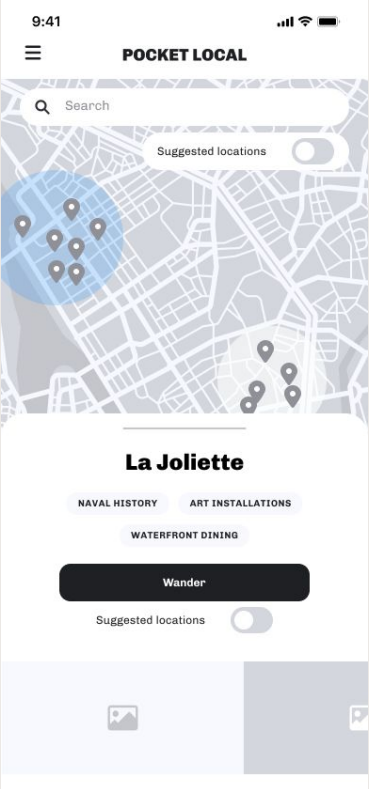 9:41
POCKET LOCAL
Search
Suggested locations
La Joliette
NAVAL HISTORY ART INSTALLATIONS
WATERFRONT DINING
Wander
Suggested locations